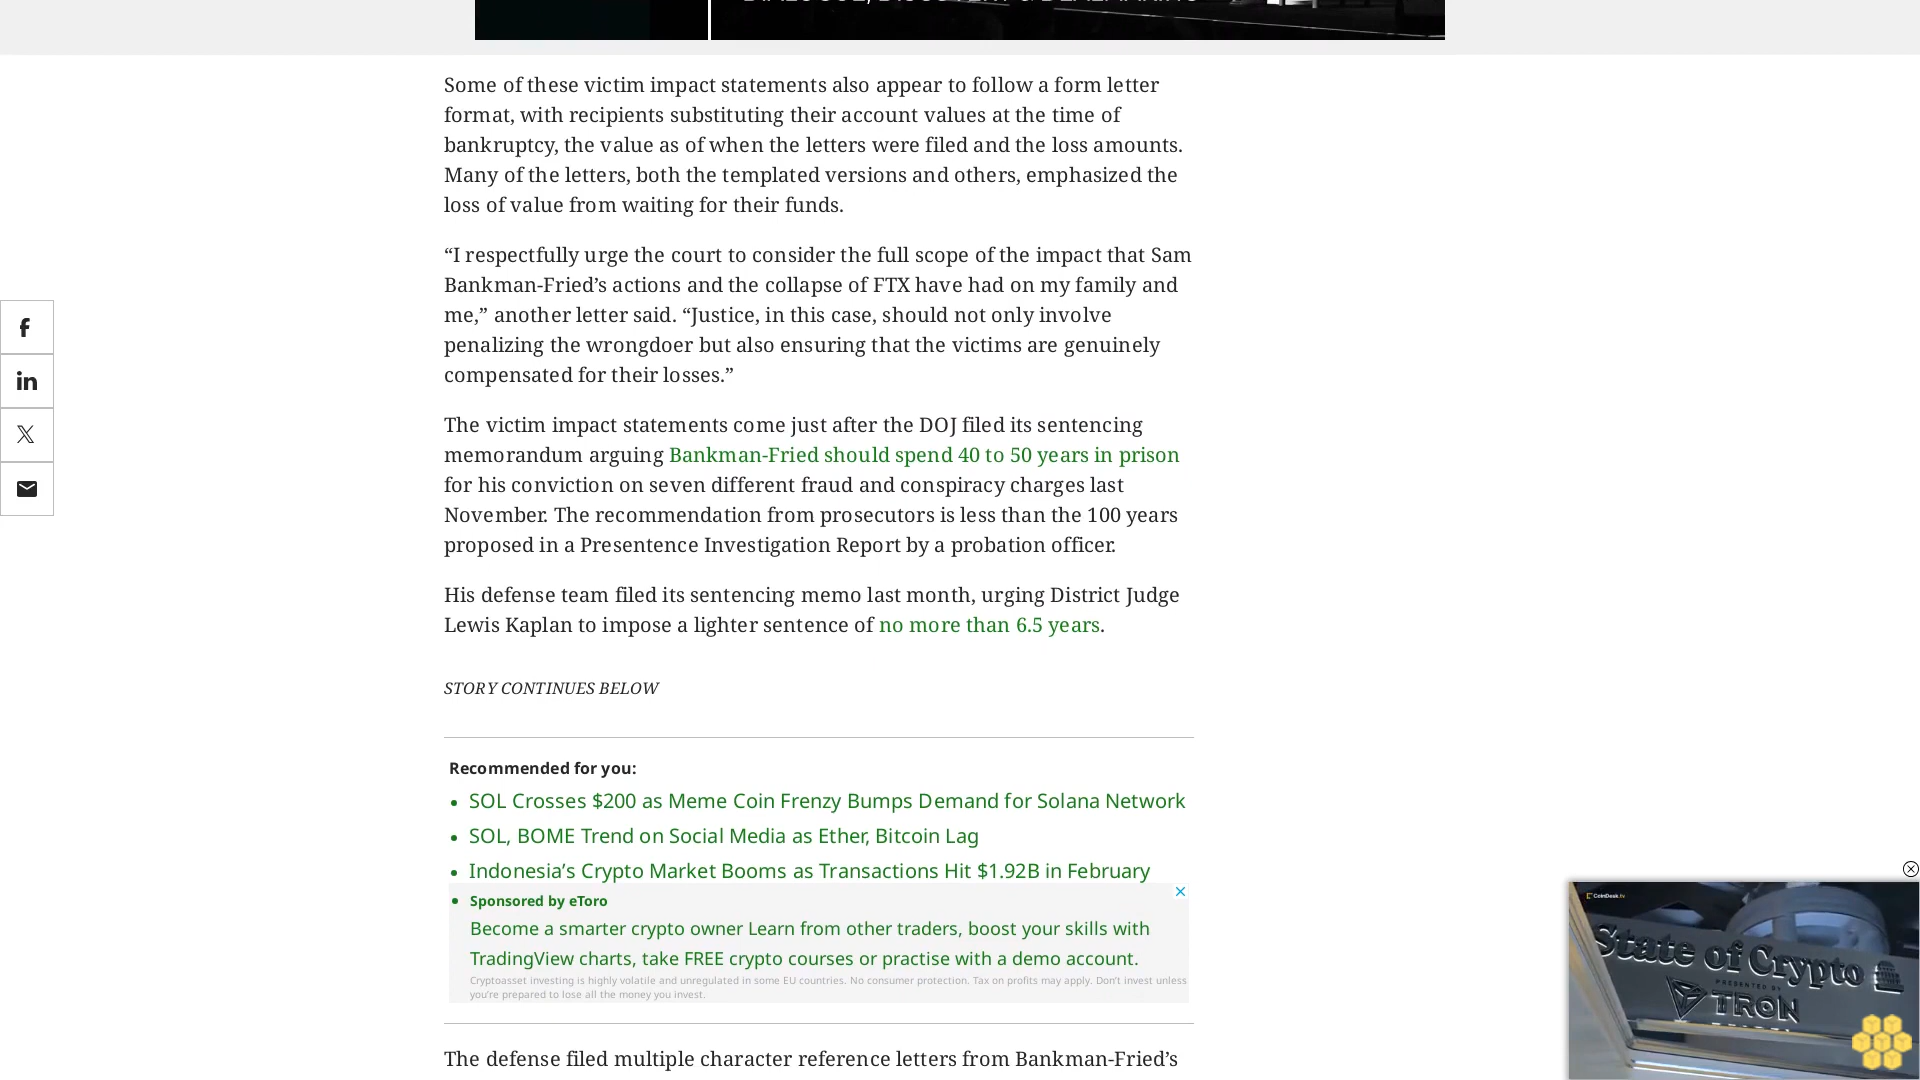 Some of these victim impact statements also appear to follow a form letter
format, with recipients substituting their account values at the time of
bankruptcy, the value as of when the letters were filed and the loss amounts.
Many of the letters, both the templated versions and others, emphasized the
loss of value from waiting for their funds.
“I respectfully urge the court to consider the full scope of the impact that Sam
Bankman-Fried’s actions and the collapse of FTX have had on my family and
me,” another letter said. “Justice, in this case, should not only involve
penalizing the wrongdoer but also ensuring that the victims are genuinely
compensated for their losses.”
The victim impact statements come just after the DOJ filed its sentencing
memorandum arguing Bankman-Fried should spend 40 to 50 years in prison
for his conviction on seven different fraud and conspiracy charges last
November. The recommendation from prosecutors is less than the 100 years
proposed in a Presentence Investigation Report by a probation officer.
His defense team filed its sentencing memo last month, urging District Judge
Lewis Kaplan to impose a lighter sentence of no more than 6.5 years.
STORY CONTINUES BELOW
Recommended for you:
• SOL Crosses $200 as Meme Coin Frenzy Bumps Demand for Solana Network
• SOL, BOME Trend on Social Media as Ether, Bitcoin Lag
• Indonesia’s Crypto Market Booms as Transactions Hit $1.92B in February
• Sponsored by eToro
Become a smarter crypto owner Learn from other traders, boost your skills with
TradingView charts, take FREE crypto courses or practise with a demo account.
Cryptoasset investing is highly volatile and unregulated in some EU countries. No consumer protection. Tax on profits may apply. Don’t invest unless
you’re prepared to lose all the money you invest.
The defense filed multiple character reference letters from Bankman-Fried’s
CoinDesk.tv
State of Crypto
PRESENTED BY
TRON